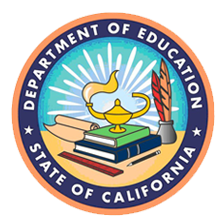 DEPARTMENT OF EDUCATION
STATE OF CALIFORNIA